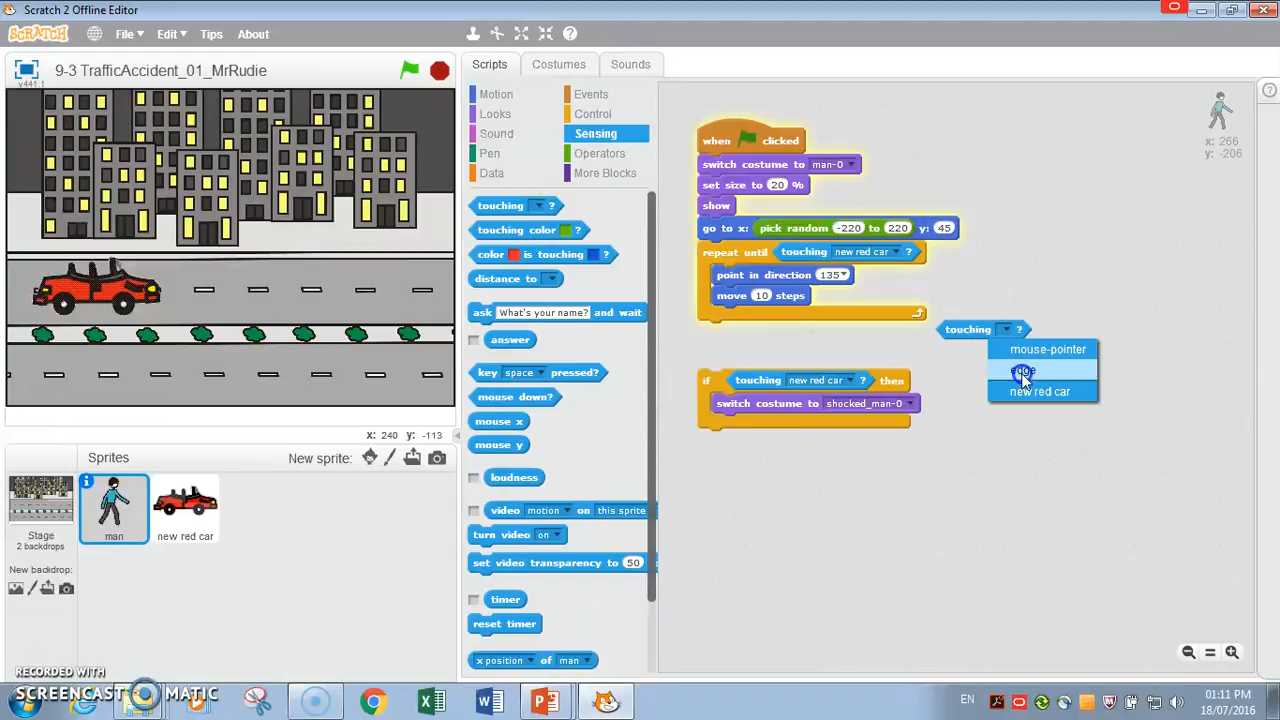 Scratch 2 Offline Editor
SCRATCH File Edit Tips About
9-3 TrafficAccident_01_MrRudie
v441.1
Scripts Costumes Sounds
Motion Events
Looks Control
Sound Sensing
Pen Operators
Data More Blocks
touching ?
touching color ?
color is touching ?
distance to
ask What's your name? and wait
answer
key space pressed?
mouse down?
mouse x
mouse y
loudness
video motion on this sprite
turn video on
set video transparency to 50
timer
reset timer
x position of man
when clicked
switch costume to man-0
set size to 20 %
show
go to x: pick random -220 to 220 y: 45
repeat until touching new red car ?
point in direction 135
move 10 steps
if touching new red car ? then
switch costume to shocked_man-0
touching ?
mouse-pointer
edge
new red car
x: 266
y: -206
x: 240 y: -113
Sprites New sprite:
Stage
2 backdrops
man
new red car
New backdrop:
RECORDED WITH
SCREENCAST MATIC
EN
01:11 PM
18/07/2016